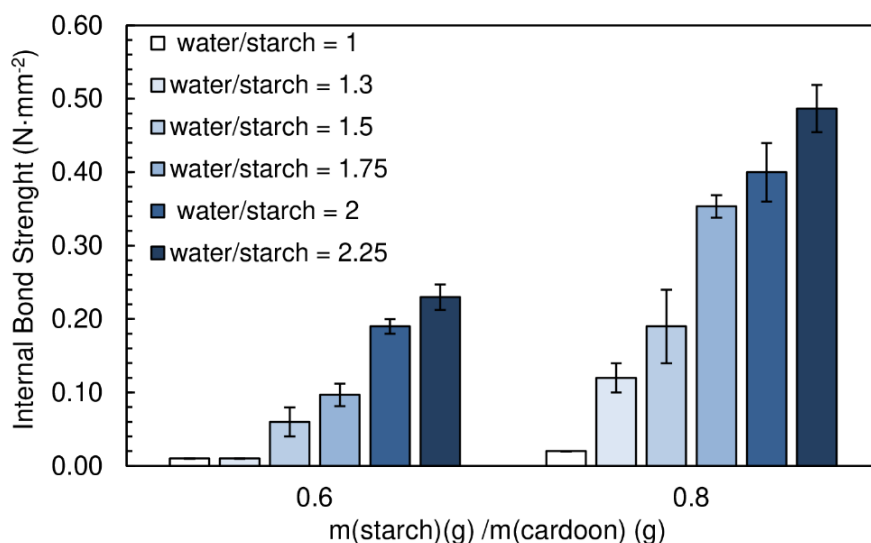 0.60
0.50
0.40
0.30
0.20
0.10
0.00
Internal Bond Strenght (N·mm⁻²)
water/starch = 1
water/starch = 1.3
water/starch = 1.5
water/starch = 1.75
water/starch = 2
water/starch = 2.25
0.6
0.8
m(starch)(g) /m(cardoon) (g)